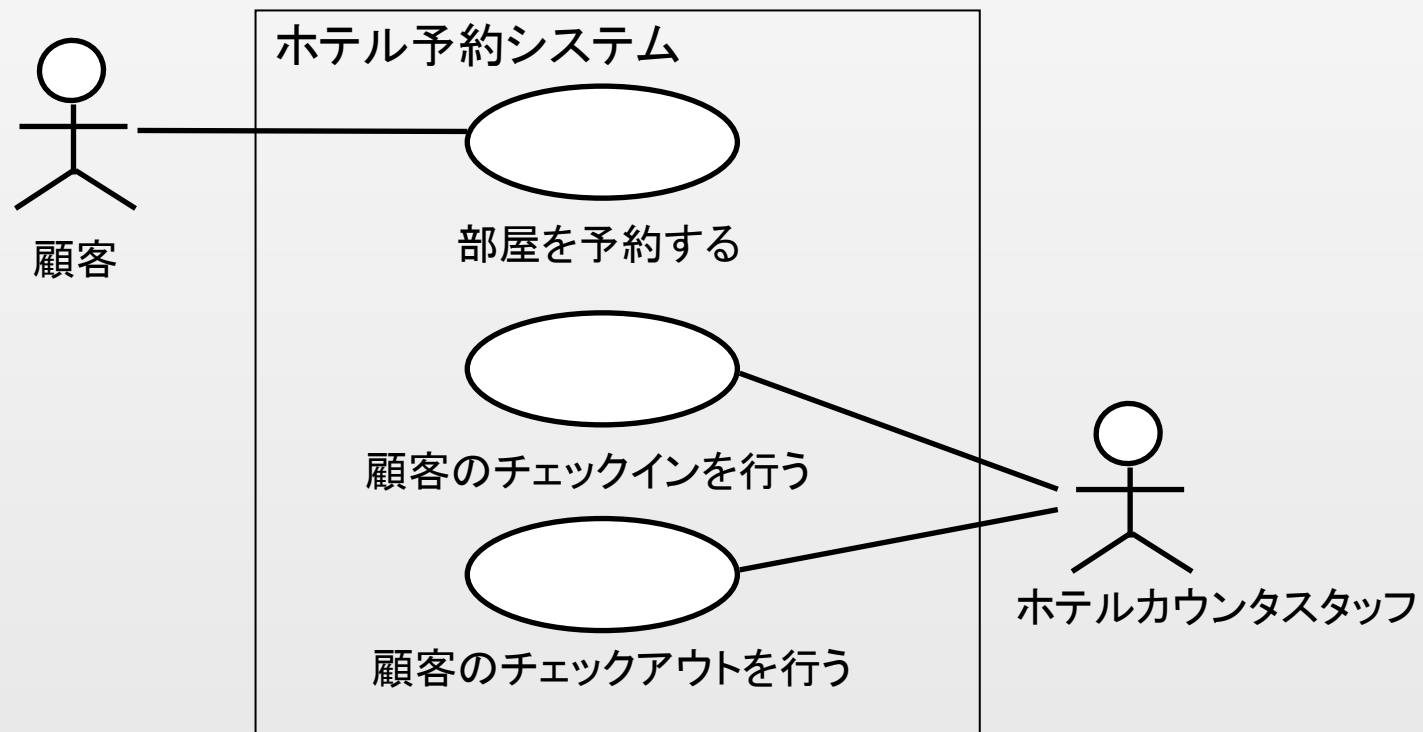 ホテル予約システム
顧客
部屋を予約する
顧客のチェックインを行う
ホテルカウンタスタッフ
顧客のチェックアウトを行う